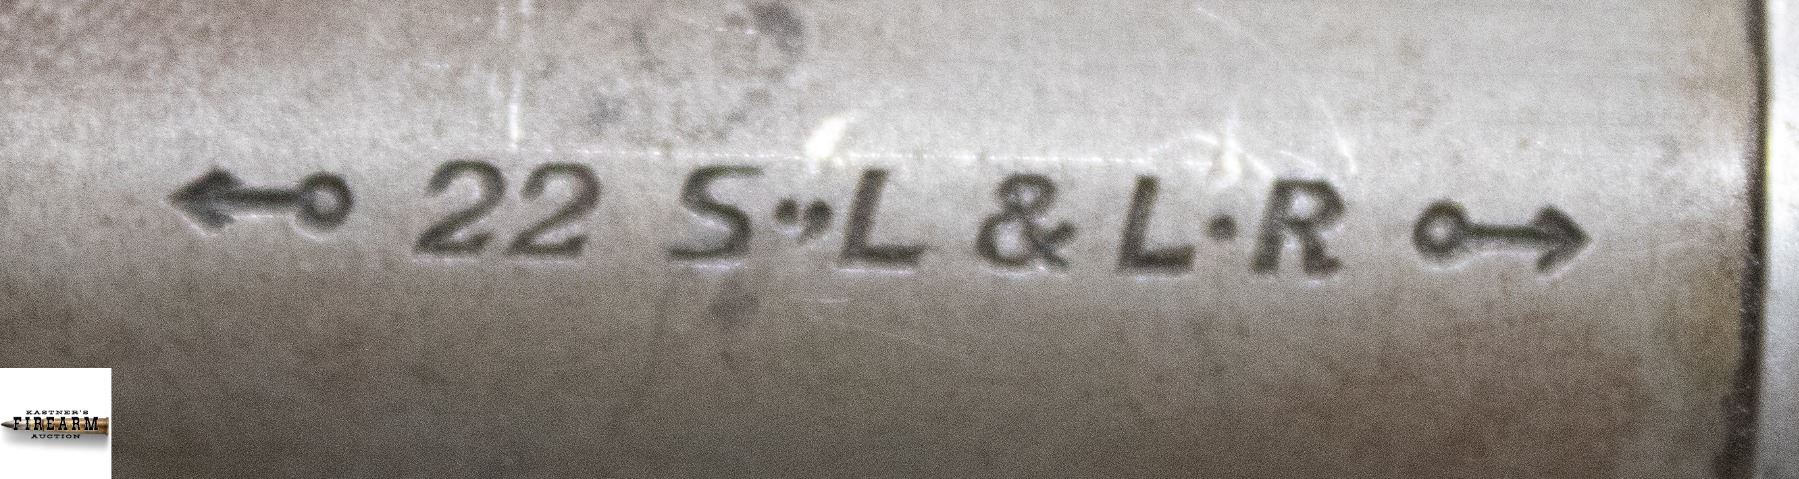 22 S.,L & L.R
KASTNER'S
FIREARM
AUCTION